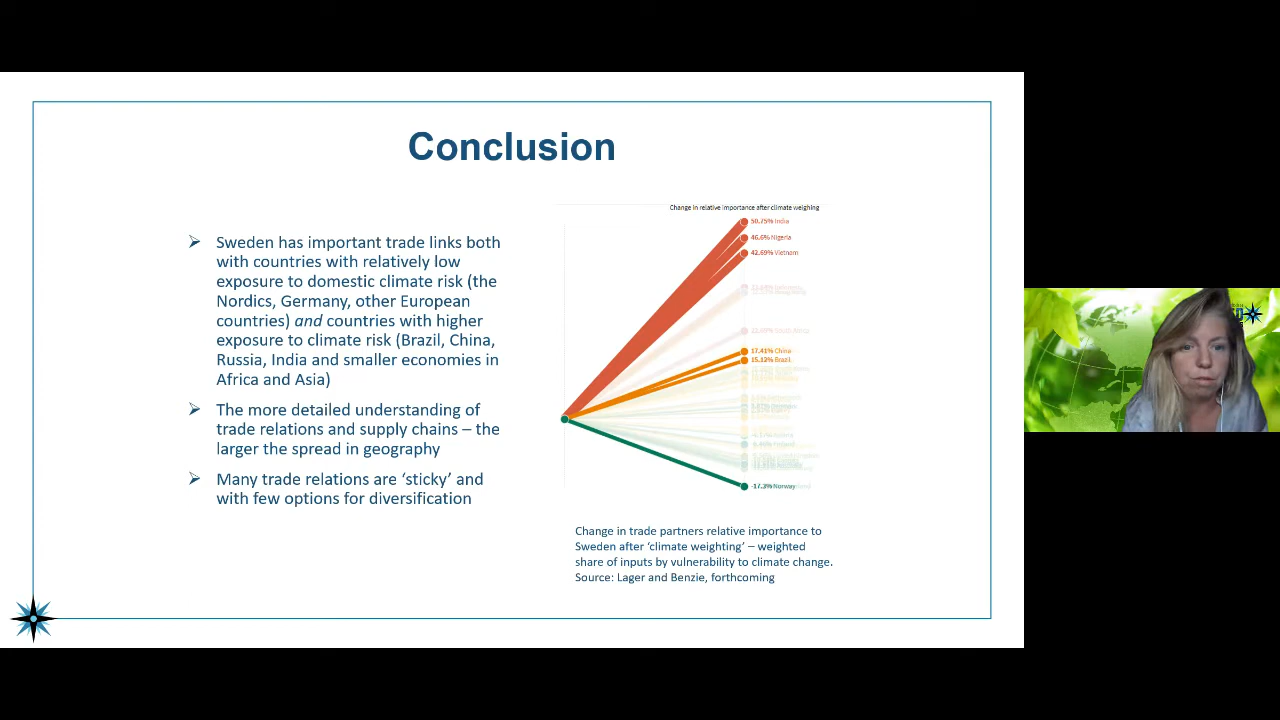 Conclusion
Sweden has important trade links both
with countries with relatively low
exposure to domestic climate risk (the
Nordics, Germany, other European
countries) and countries with higher
exposure to climate risk (Brazil, China,
Russia, India and smaller economies in
Africa and Asia)
The more detailed understanding of
trade relations and supply chains – the
larger the spread in geography
Many trade relations are ‘sticky’ and
with few options for diversification
Change in relative importance after climate weighing
50.75% India
46.6% Nigeria
42.69% Vietnam
South Africa
17.41% China
15.12% Brazil
-17.3% Norway
Change in trade partners relative importance to
Sweden after ‘climate weighting’ – weighted
share of inputs by vulnerability to climate change.
Source: Lager and Benzie, forthcoming